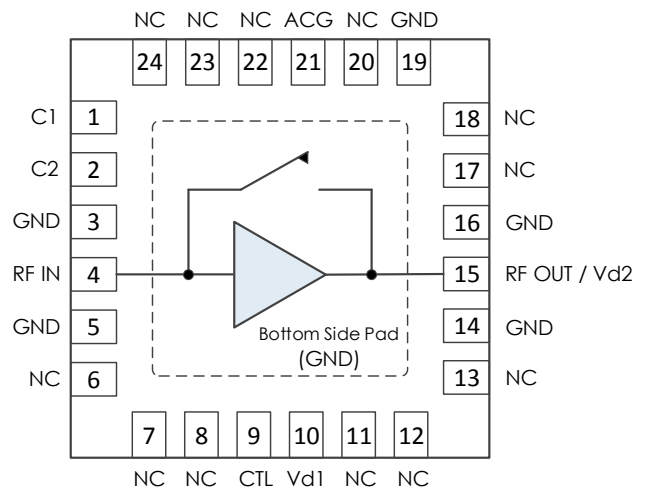 NC NC NC ACG NC GND
24 23 22 21 20 19
C1 1
18 NC
C2 2
17 NC
GND 3
16 GND
RF IN 4
15 RF OUT / Vd2
GND 5
14 GND
Bottom Side Pad
(GND)
NC 6
13 NC
7 8 9 10 11 12
NC NC CTL Vd1 NC NC